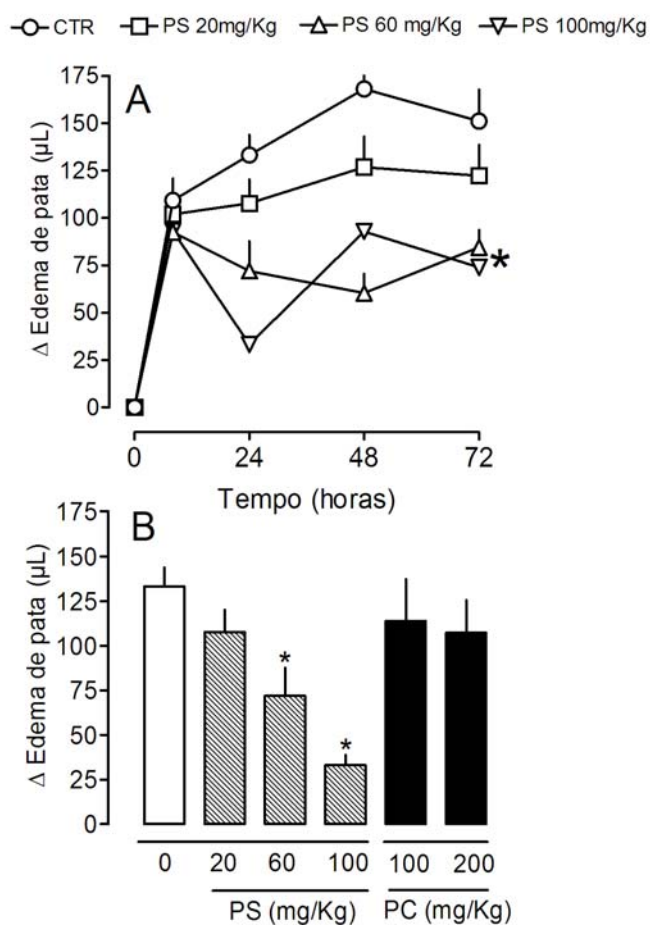 CTR PS 20mg/Kg PS 60 mg/Kg PS 100mg/Kg
A
Δ Edema de pata (µL)
175
150
125
100
75
50
25
0
*
0 24 48 72
Tempo (horas)
B
Δ Edema de pata (µL)
175
150
125
100
75
50
25
0
*
*
0 20 60 100 100 200
PS (mg/Kg) PC (mg/Kg)